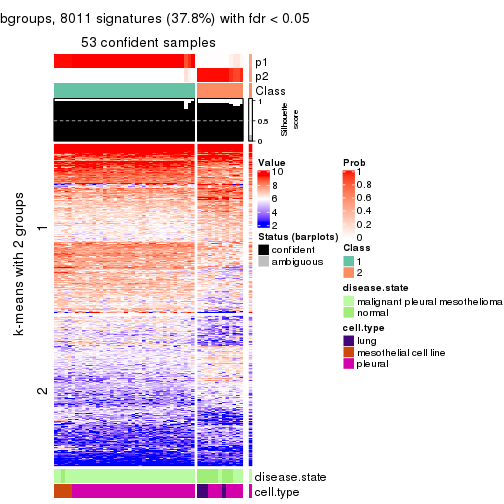 bgroups, 8011 signatures (37.8%) with fdr < 0.05
53 confident samples
p1
p2
Class
1
0.5
0
Silhouette
score
k-means with 2 groups
1
2
Value
10
8
6
4
2
Status (barplots)
confident
ambiguous
Prob
1
0.8
0.6
0.4
0.2
0
Class
1
2
disease.state
malignant pleural mesothelioma
normal
cell.type
lung
mesothelial cell line
pleural
disease.state
cell.type